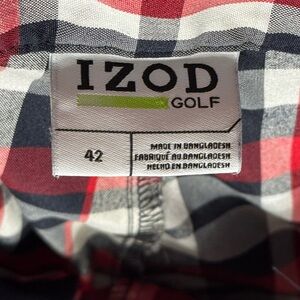 IZOD
GOLF
42
MADE IN BANGLADESH
FABRIQUÉ AU BANGLADESH
HECHO EN BANGLADESH